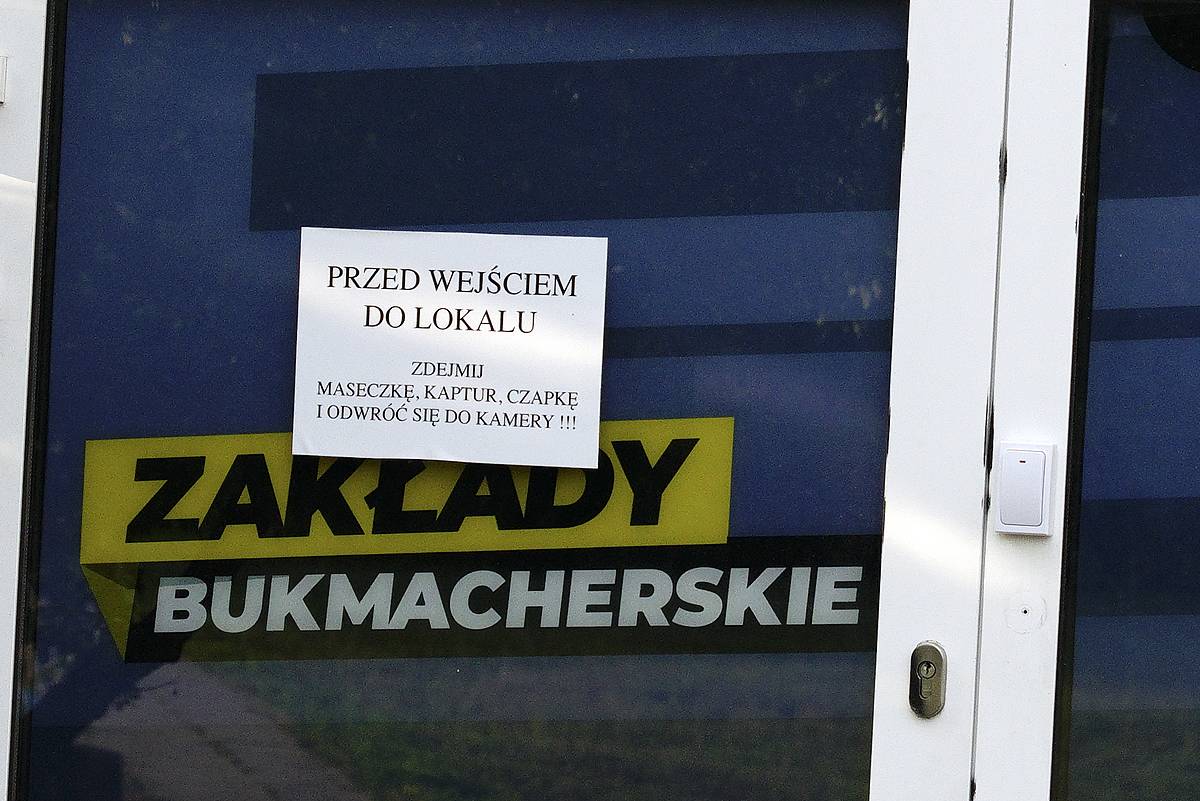 PRZED WEJŚCIEM
DO LOKALU
ZDEJMIJ
MASECZKĘ, KAPTUR, CZAPKĘ
I ODWRÓĆ SIĘ DO KAMERY !!!
ZAKŁADY
BUKMACHERSKIE